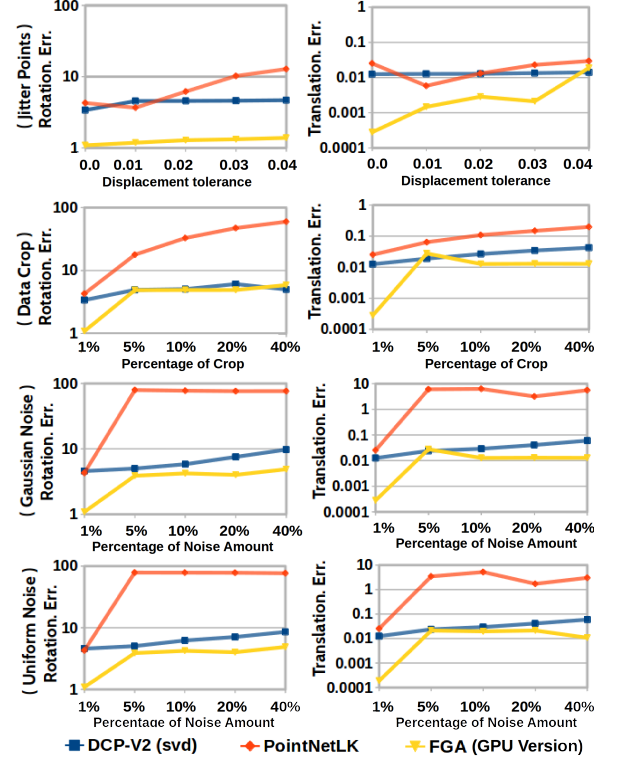 ( Jitter Points )
Rotation. Err.
100
10
1
0.0 0.01 0.02 0.03 0.04
Displacement tolerance
Translation. Err.
1
0.1
0.01
0.001
0.0001
0.0 0.01 0.02 0.03 0.04
Displacement tolerance
( Data Crop )
Rotation. Err.
100
10
1
1% 5% 10% 20% 40%
Percentage of Crop
Translation. Err.
1
0.1
0.01
0.001
0.0001
1% 5% 10% 20% 40%
Percentage of Crop
( Gaussian Noise )
Rotation. Err.
100
10
1
1% 5% 10% 20% 40%
Percentage of Noise Amount
Translation. Err.
10
1
0.1
0.01
0.001
0.0001
1% 5% 10% 20% 40%
Percentage of Noise Amount
( Uniform Noise )
Rotation. Err.
100
10
1
1% 5% 10% 20% 40%
Percentage of Noise Amount
Translation. Err.
10
1
0.1
0.01
0.001
0.0001
1% 5% 10% 20% 40%
Percentage of Noise Amount
DCP-V2 (svd) PointNetLK FGA (GPU Version)